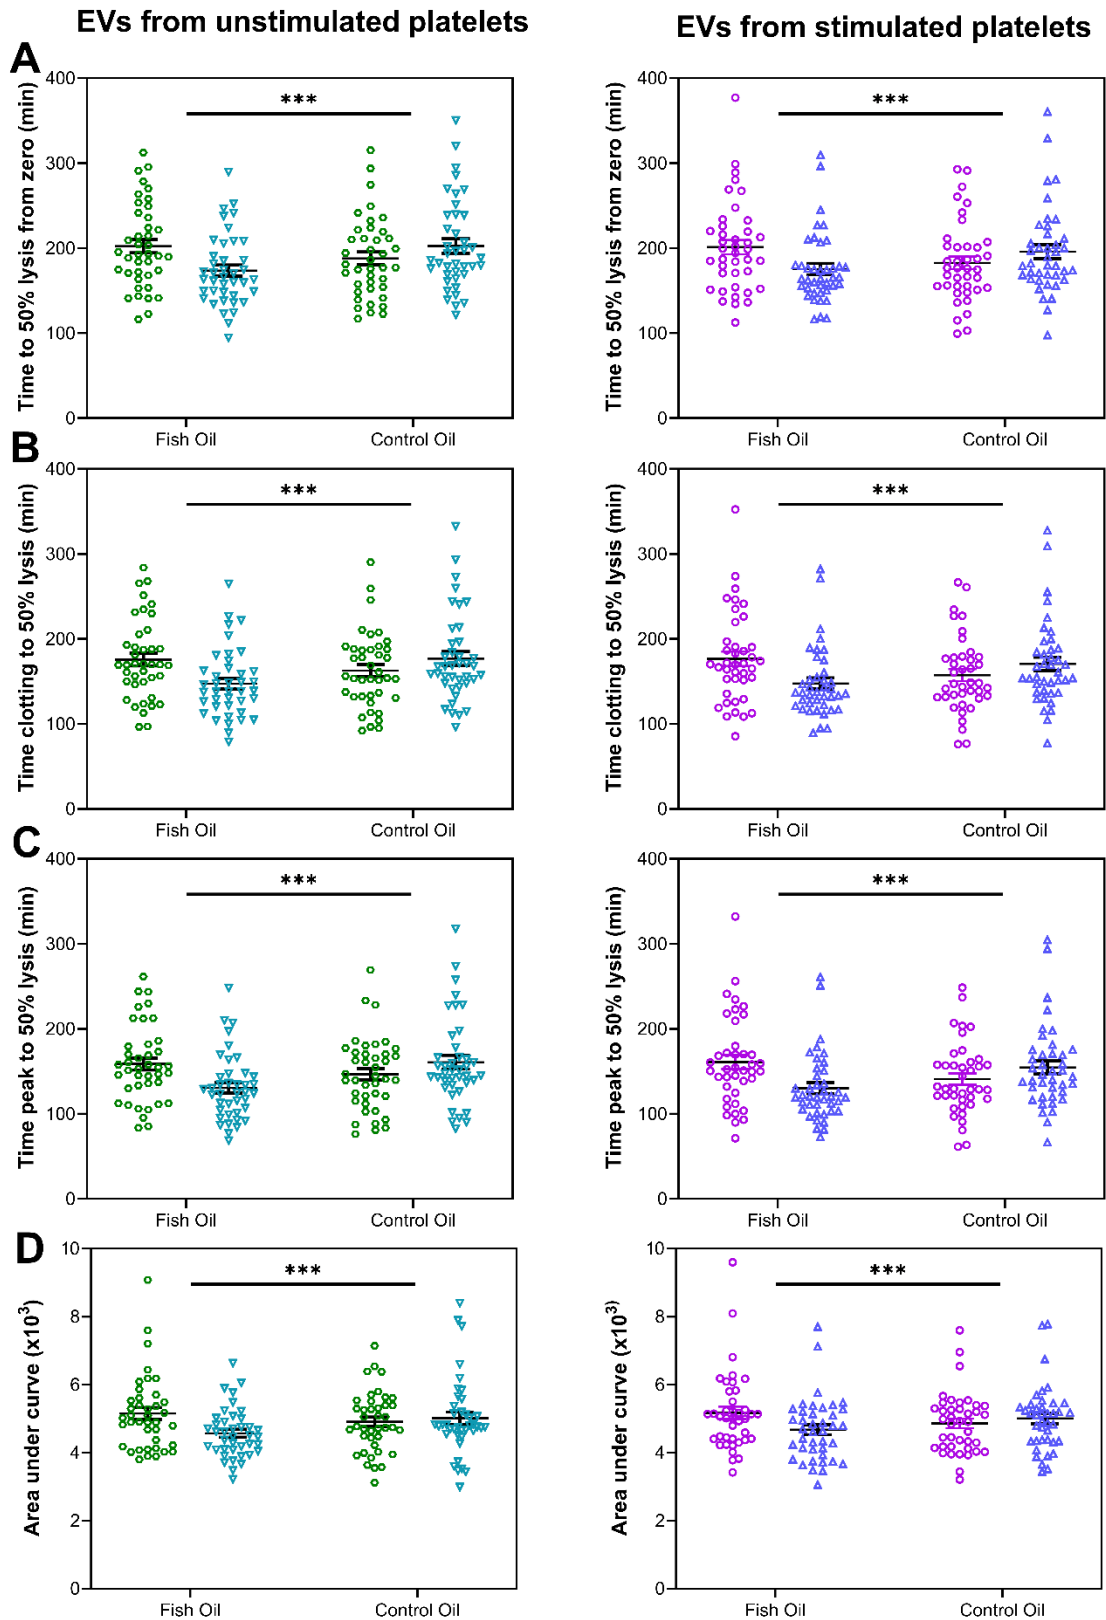 EVs from unstimulated platelets
EVs from stimulated platelets
A
Time to 50% lysis from zero (min)
400
300
200
100
0
***
Fish Oil
Control Oil
Time to 50% lysis from zero (min)
400
300
200
100
0
***
Fish Oil
Control Oil
B
Time clotting to 50% lysis (min)
400
300
200
100
0
***
Fish Oil
Control Oil
Time clotting to 50% lysis (min)
400
300
200
100
0
***
Fish Oil
Control Oil
C
Time peak to 50% lysis (min)
400
300
200
100
0
***
Fish Oil
Control Oil
Time peak to 50% lysis (min)
400
300
200
100
0
***
Fish Oil
Control Oil
D
Area under curve (x10³)
10
8
6
4
2
0
***
Fish Oil
Control Oil
Area under curve (x10³)
10
8
6
4
2
0
***
Fish Oil
Control Oil